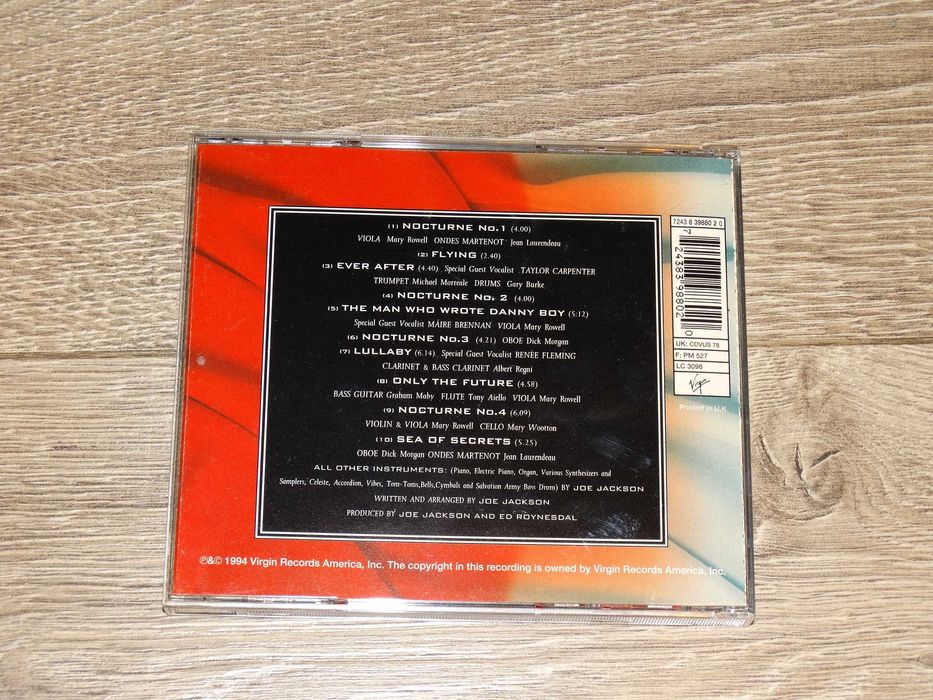 (1) NOCTURNE No.1 (4.00)
VIOLA Mary Rowell ONDES MARTENOT Jean Laurendeau
(2) FLYING (2.40)
(3) EVER AFTER (4.40) Special Guest Vocalist TAYLOR CARPENTER
TRUMPET Michael Morreale DRUMS Gary Burke
(4) NOCTURNE No. 2 (4.00)
(5) THE MAN WHO WROTE DANNY BOY (5:12)
Special Guest Vocalist MÁIRE BRENNAN VIOLA Mary Rowell
(6) NOCTURNE No.3 (4.21) OBOE Dick Morgan
(7) LULLABY (6.14) Special Guest Vocalist RENÉE FLEMING
CLARINET & BASS CLARINET Albert Regni
(8) ONLY THE FUTURE (4.58)
BASS GUITAR Graham Maby FLUTE Tony Aiello VIOLA Mary Rowell
(9) NOCTURNE No.4 (6.09)
VIOLIN & VIOLA Mary Rowell CELLO Mary Wootton
(10) SEA OF SECRETS (5.25)
OBOE Dick Morgan ONDES MARTENOT Jean Laurendeau
ALL OTHER INSTRUMENTS: (Piano, Electric Piano, Organ, Various Synthesizers and
Samplers, Celeste, Accordion, Vibes, Tom-Toms,Bells,Cymbals and Salvation Army Bass Drum) BY JOE JACKSON
WRITTEN AND ARRANGED BY JOE JACKSON
PRODUCED BY JOE JACKSON AND ED ROYNESDAL
7243 8 39880 2 0
7 24383 98802 0
UK: CDVUS 78
F: PM 527
LC 3098
Virgin
Printed in U.K
℗&© 1994 Virgin Records America, Inc. The copyright in this recording is owned by Virgin Records America, Inc.